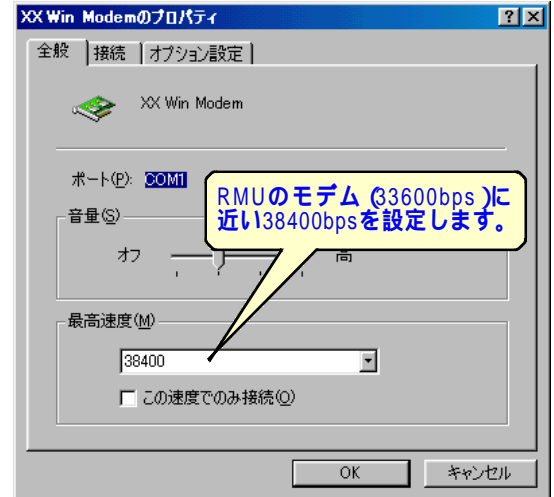 XX Win Modemのプロパティ
全般 接続 オプション設定
XX Win Modem
ポート(P): COM1
RMUのモデム (33600bps )に
近い38400bpsを設定します。
音量(S)
オフ 高
最高速度(M)
38400
この速度でのみ接続(O)
OK キャンセル